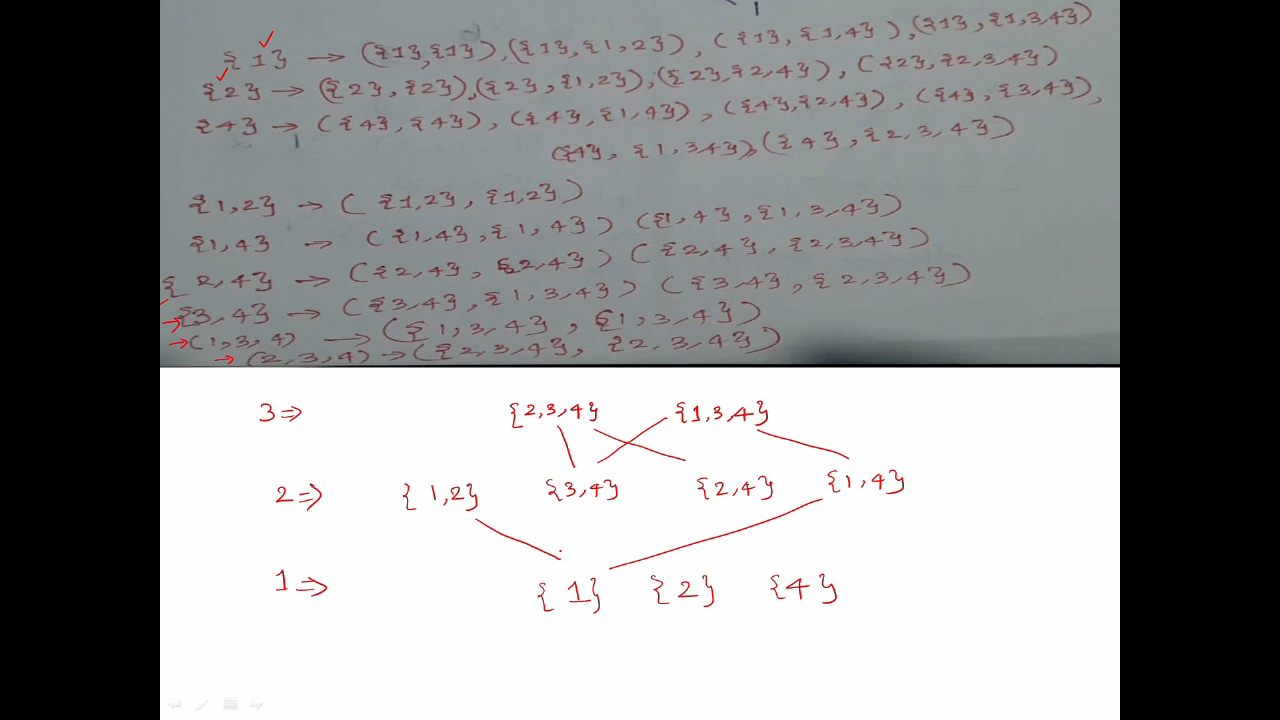 {1} → ({1},{1}), ({1},{1,2}), ({1},{1,4}), ({1},{1,3,4})
{2} → ({2},{2}),({2},{1,2}),({2},{2,4}), ({2},{2,3,4})
{4} → ({4},{4}), ({4},{1,4}), ({4},{2,4}), ({4},{3,4}),
({4}, {1,3,4}), ({4},{2,3,4})
{1,2} → ({1,2}, {1,2})
{1,4} → ({1,4},{1,4}) ({1,4},{1,3,4})
{2,4} → ({2,4}, {2,4}) ({2,4}, {2,3,4})
→ {3,4} → ({3,4},{1,3,4}) ({3,4}, {2,3,4})
→ (1,3,4) → ({1,3,4}, {1,3,4})
→ (2,3,4) → ({2,3,4}, {2,3,4})
3 ⇒ {2,3,4} {1,3,4}
2 ⇒ {1,2} {3,4} {2,4} {1,4}
1 ⇒ {1} {2} {4}